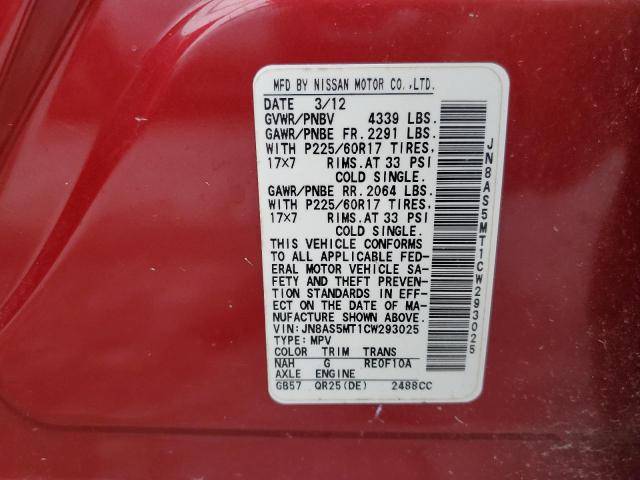 MFD BY NISSAN MOTOR CO.,LTD.
DATE 3/12
GVWR/PNBV 4339 LBS.
GAWR/PNBE FR. 2291 LBS.
WITH P225/60R17 TIRES,
17×7 RIMS.AT 33 PSI
COLD SINGLE.
GAWR/PNBE RR. 2064 LBS.
WITH P225/60R17 TIRES,
17×7 RIMS.AT 33 PSI
COLD SINGLE.
THIS VEHICLE CONFORMS
TO ALL APPLICABLE FED-
ERAL MOTOR VEHICLE SA-
FETY AND THEFT PREVEN-
TION STANDARDS IN EFF-
ECT ON THE DATE OF MA-
NUFACTURE SHOWN ABOVE.
VIN:JN8AS5MT1CW293025
TYPE: MPV
COLOR TRIM TRANS
NAH G RE0F10A
AXLE ENGINE
GB57 QR25(DE) 2488CC
JN8AS5MT1CW293025